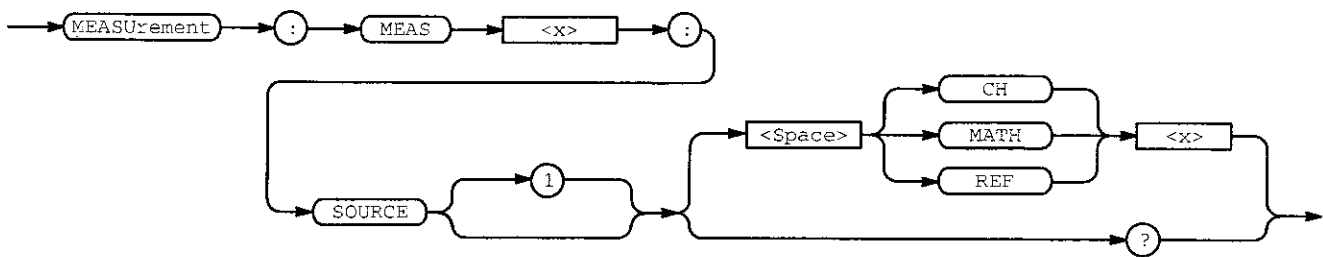 MEASUrement : MEAS <x> :
CH
<Space> MATH <x>
REF
1
SOURCE
?